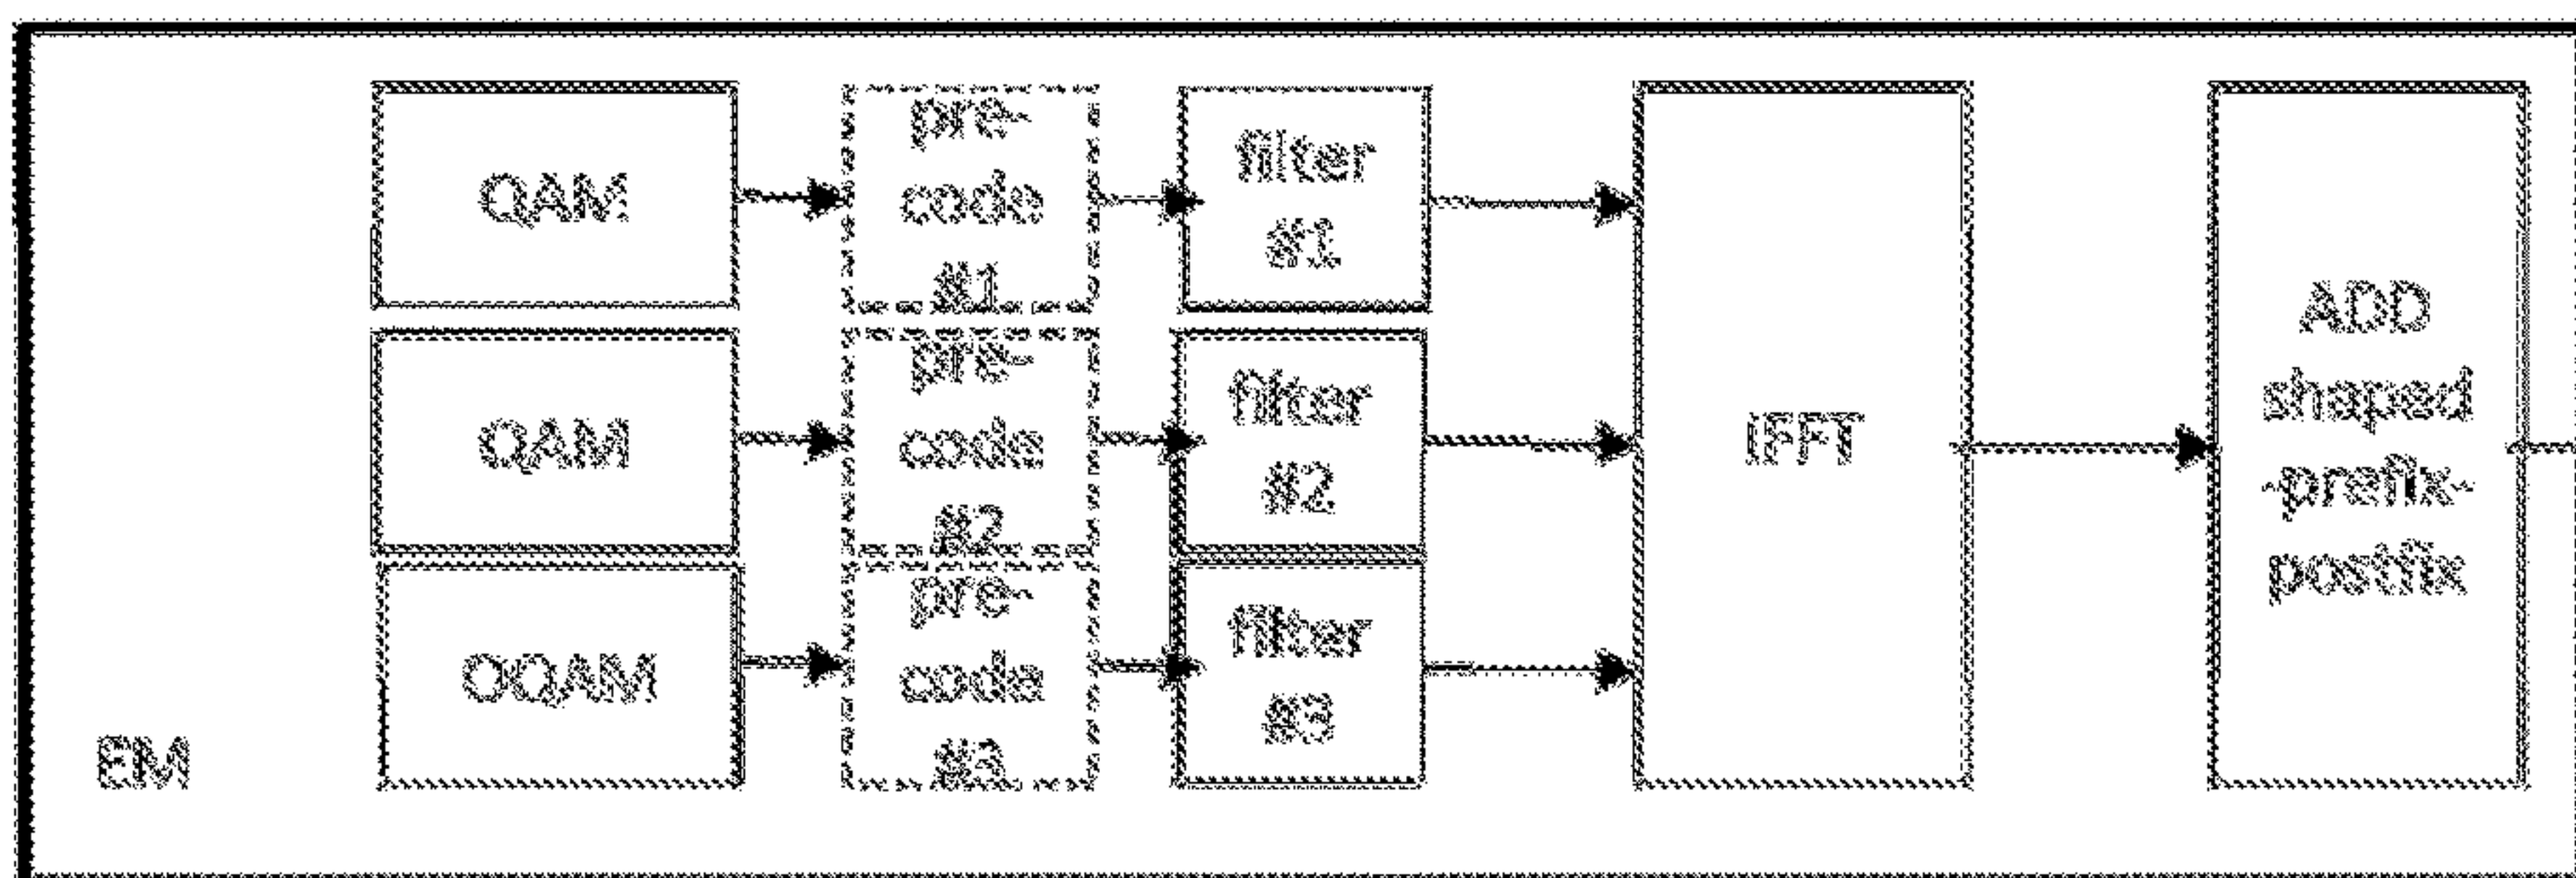 QAM
pre-
code
#1
filter
#1
QAM
pre-
code
#2
filter
#2
IFFT
ADD
shaped
-prefix-
postfix
OQAM
pre-
code
#3
filter
#3
EM